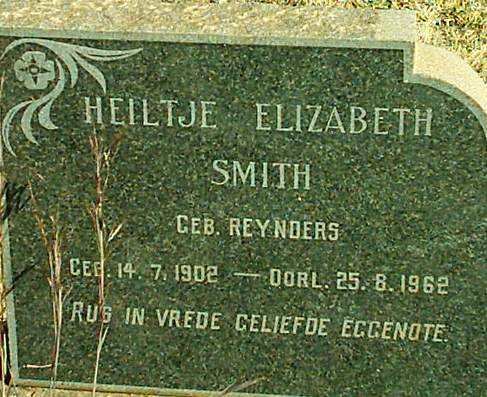 HEILTJE ELIZABETH
SMITH
GEB. REYNDERS
GEB. 14.7.1902 — OORL. 25.8.1962
RUS IN VREDE GELIEFDE EGGENOTE.